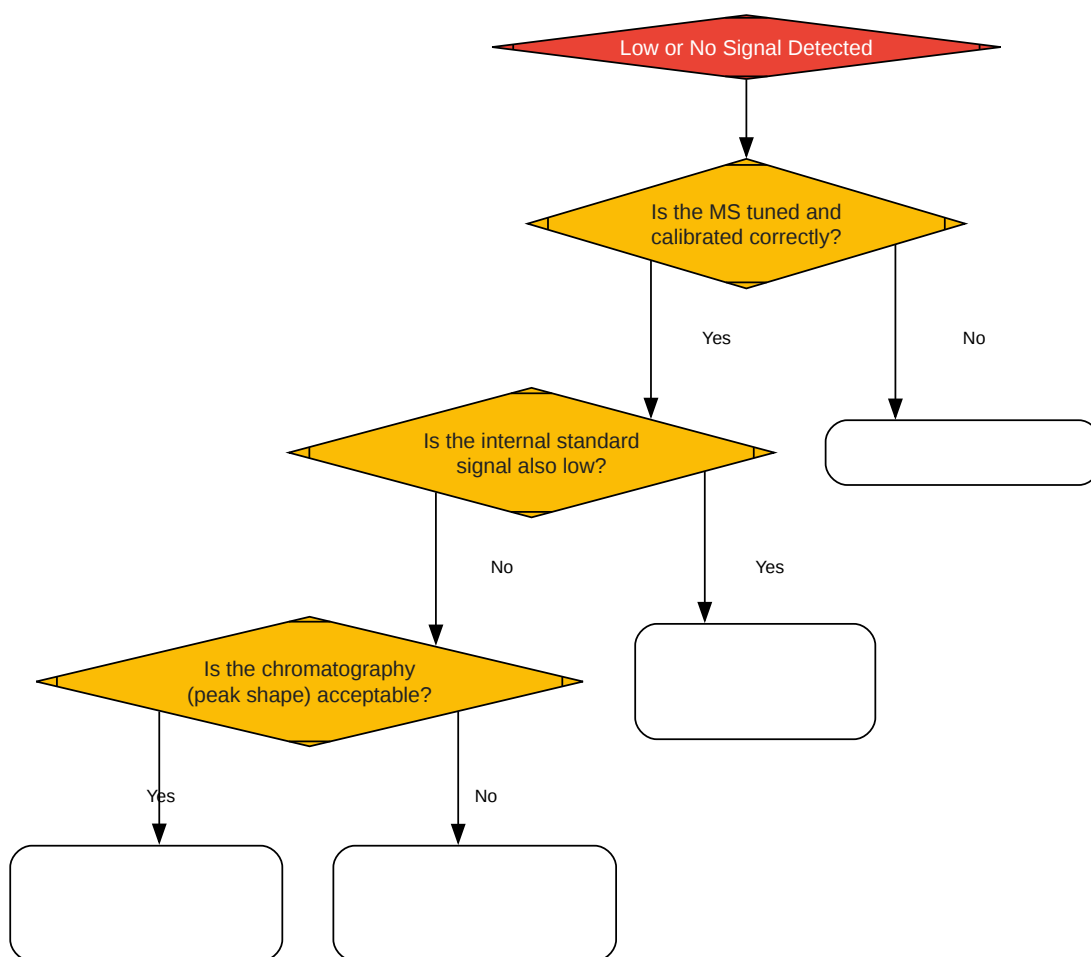 Low or No Signal Detected
Is the MS tuned and
calibrated correctly?
Yes
No
Is the internal standard
signal also low?
No
Yes
Is the chromatography
(peak shape) acceptable?
Yes
No